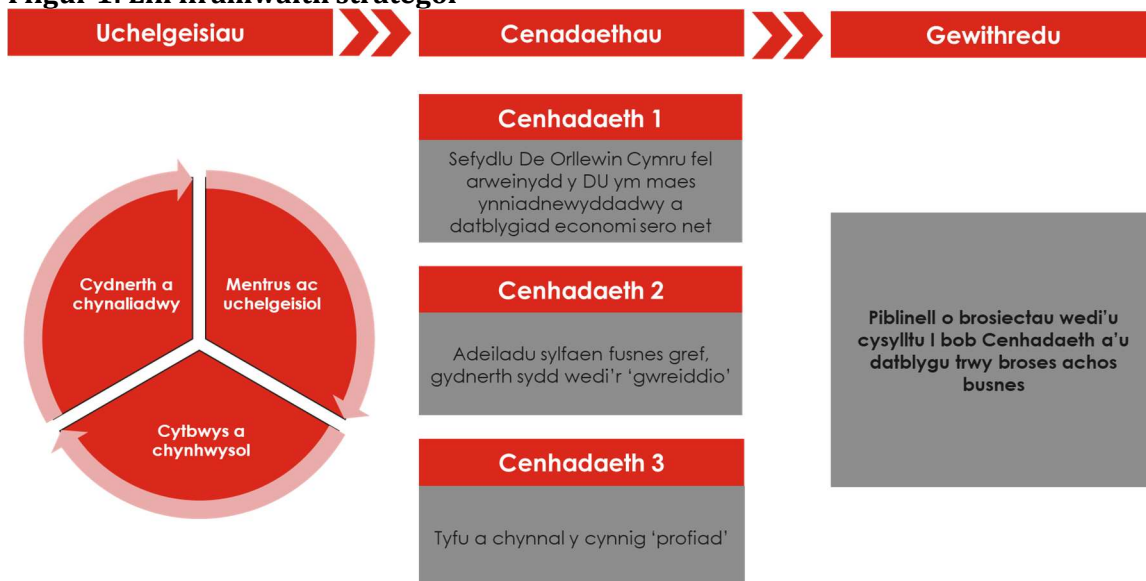 Uchelgeisiau
Cenadaethau
Gewithredu
Cydnerth a
chynaliadwy
Mentrus ac
uchelgeisiol
Cytbwys a
chynhwysol
Cenhadaeth 1
Sefydlu De Orllewin Cymru fel
arweinydd y DU ym maes
ynniadnewyddadwy a
datblygiad economi sero net
Cenhadaeth 2
Adeiladu sylfaen fusnes gref,
gydnerth sydd wedi'r 'gwreiddio'
Cenhadaeth 3
Tyfu a chynnal y cynnig 'profiad'
Piblinell o brosiectau wedi'u
cysylltu I bob Cenhadaeth a'u
datblygu trwy broses achos
busnes